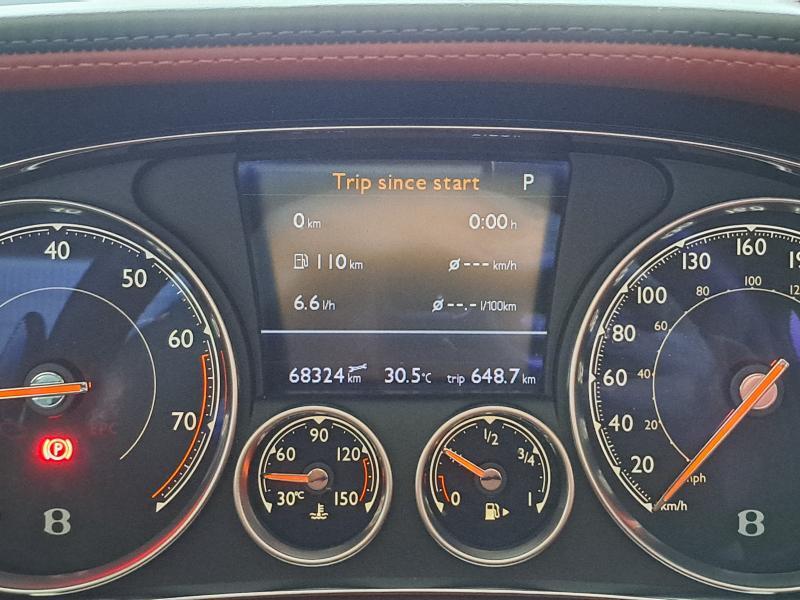 Trip since start P
0 km 0:00 h
110 km ø --- km/h
6.6 l/h ø --.- l/100km
68324 km 30.5°C trip 648.7 km
40
50
60
70
P
B
30°C 60 90 120 150
0 1/2 3/4 1
20 40 60 80 100 130 160
20 40 60 80 100
mph
km/h
B